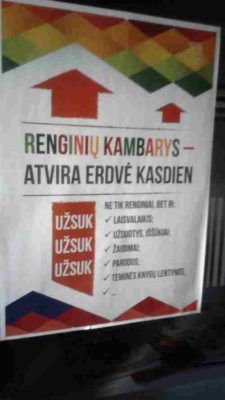 RENGINIŲ KAMBARYS –
ATVIRA ERDVĖ KASDIEN
UŽSUK
UŽSUK
UŽSUK
NE TIK RENGINIAI, BET IR:
✓ LAISVALAIKIS;
✓ UŽDUOTYS, IŠŠŪKIAI;
✓ ŽAIDIMAI;
✓ PARODOS;
✓ TEMINĖS KNYGŲ LENTYNOS;
✓ ...